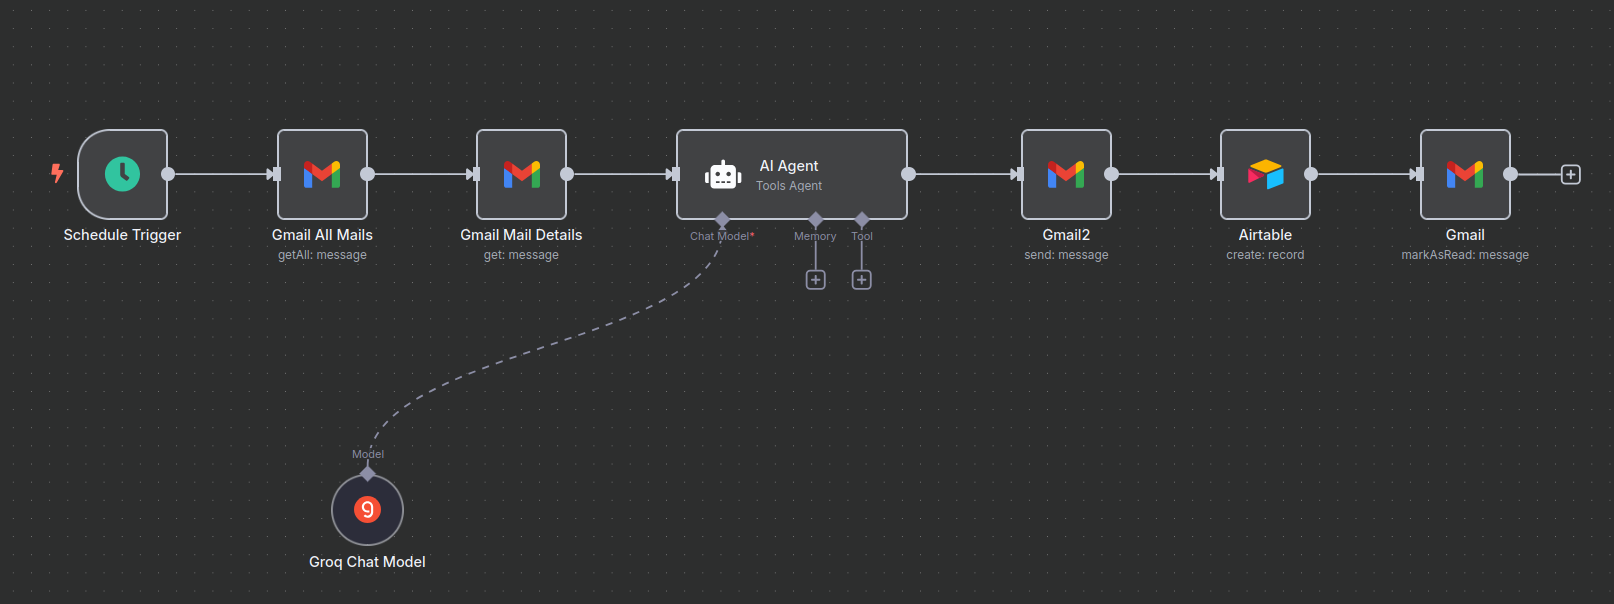 AI Agent
Tools Agent
Chat Model*
Memory
Tool
Schedule Trigger
Gmail All Mails
getAll: message
Gmail Mail Details
get: message
Gmail2
send: message
Airtable
create: record
Gmail
markAsRead: message
Model
Groq Chat Model